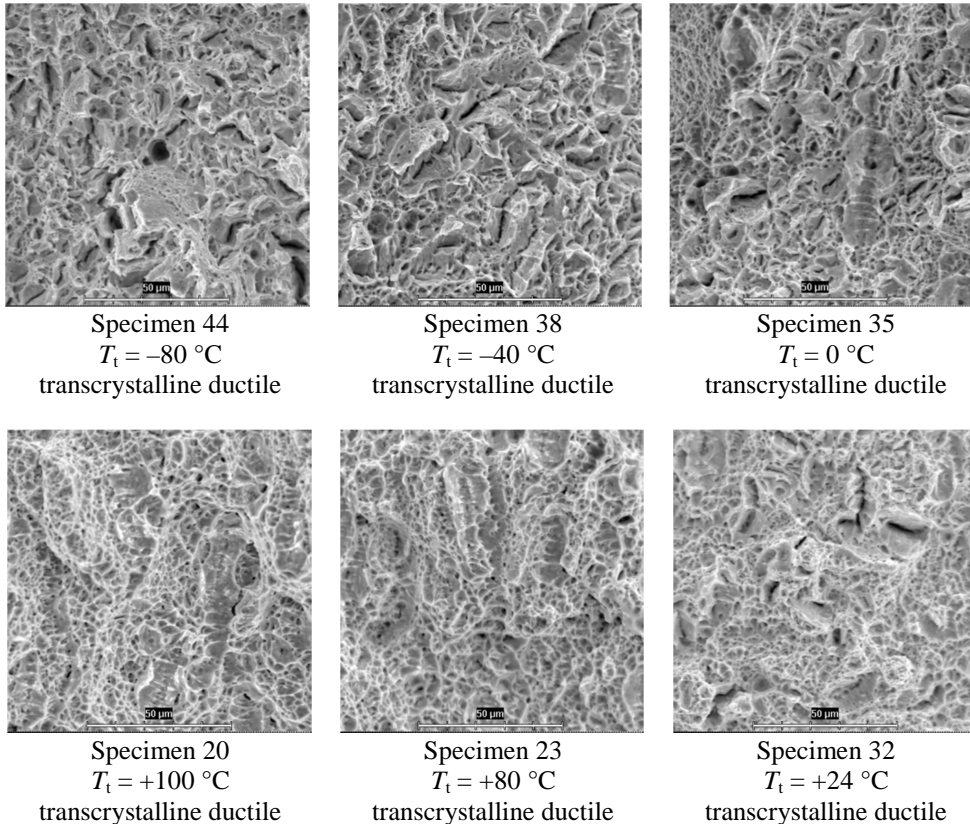 50 µm
50 µm
50 µm
Specimen 44
Specimen 38
Specimen 35
Tt = –80 °C
Tt = –40 °C
Tt = 0 °C
transcrystalline ductile
transcrystalline ductile
transcrystalline ductile
50 µm
50 µm
50 µm
Specimen 20
Specimen 23
Specimen 32
Tt = +100 °C
Tt = +80 °C
Tt = +24 °C
transcrystalline ductile
transcrystalline ductile
transcrystalline ductile